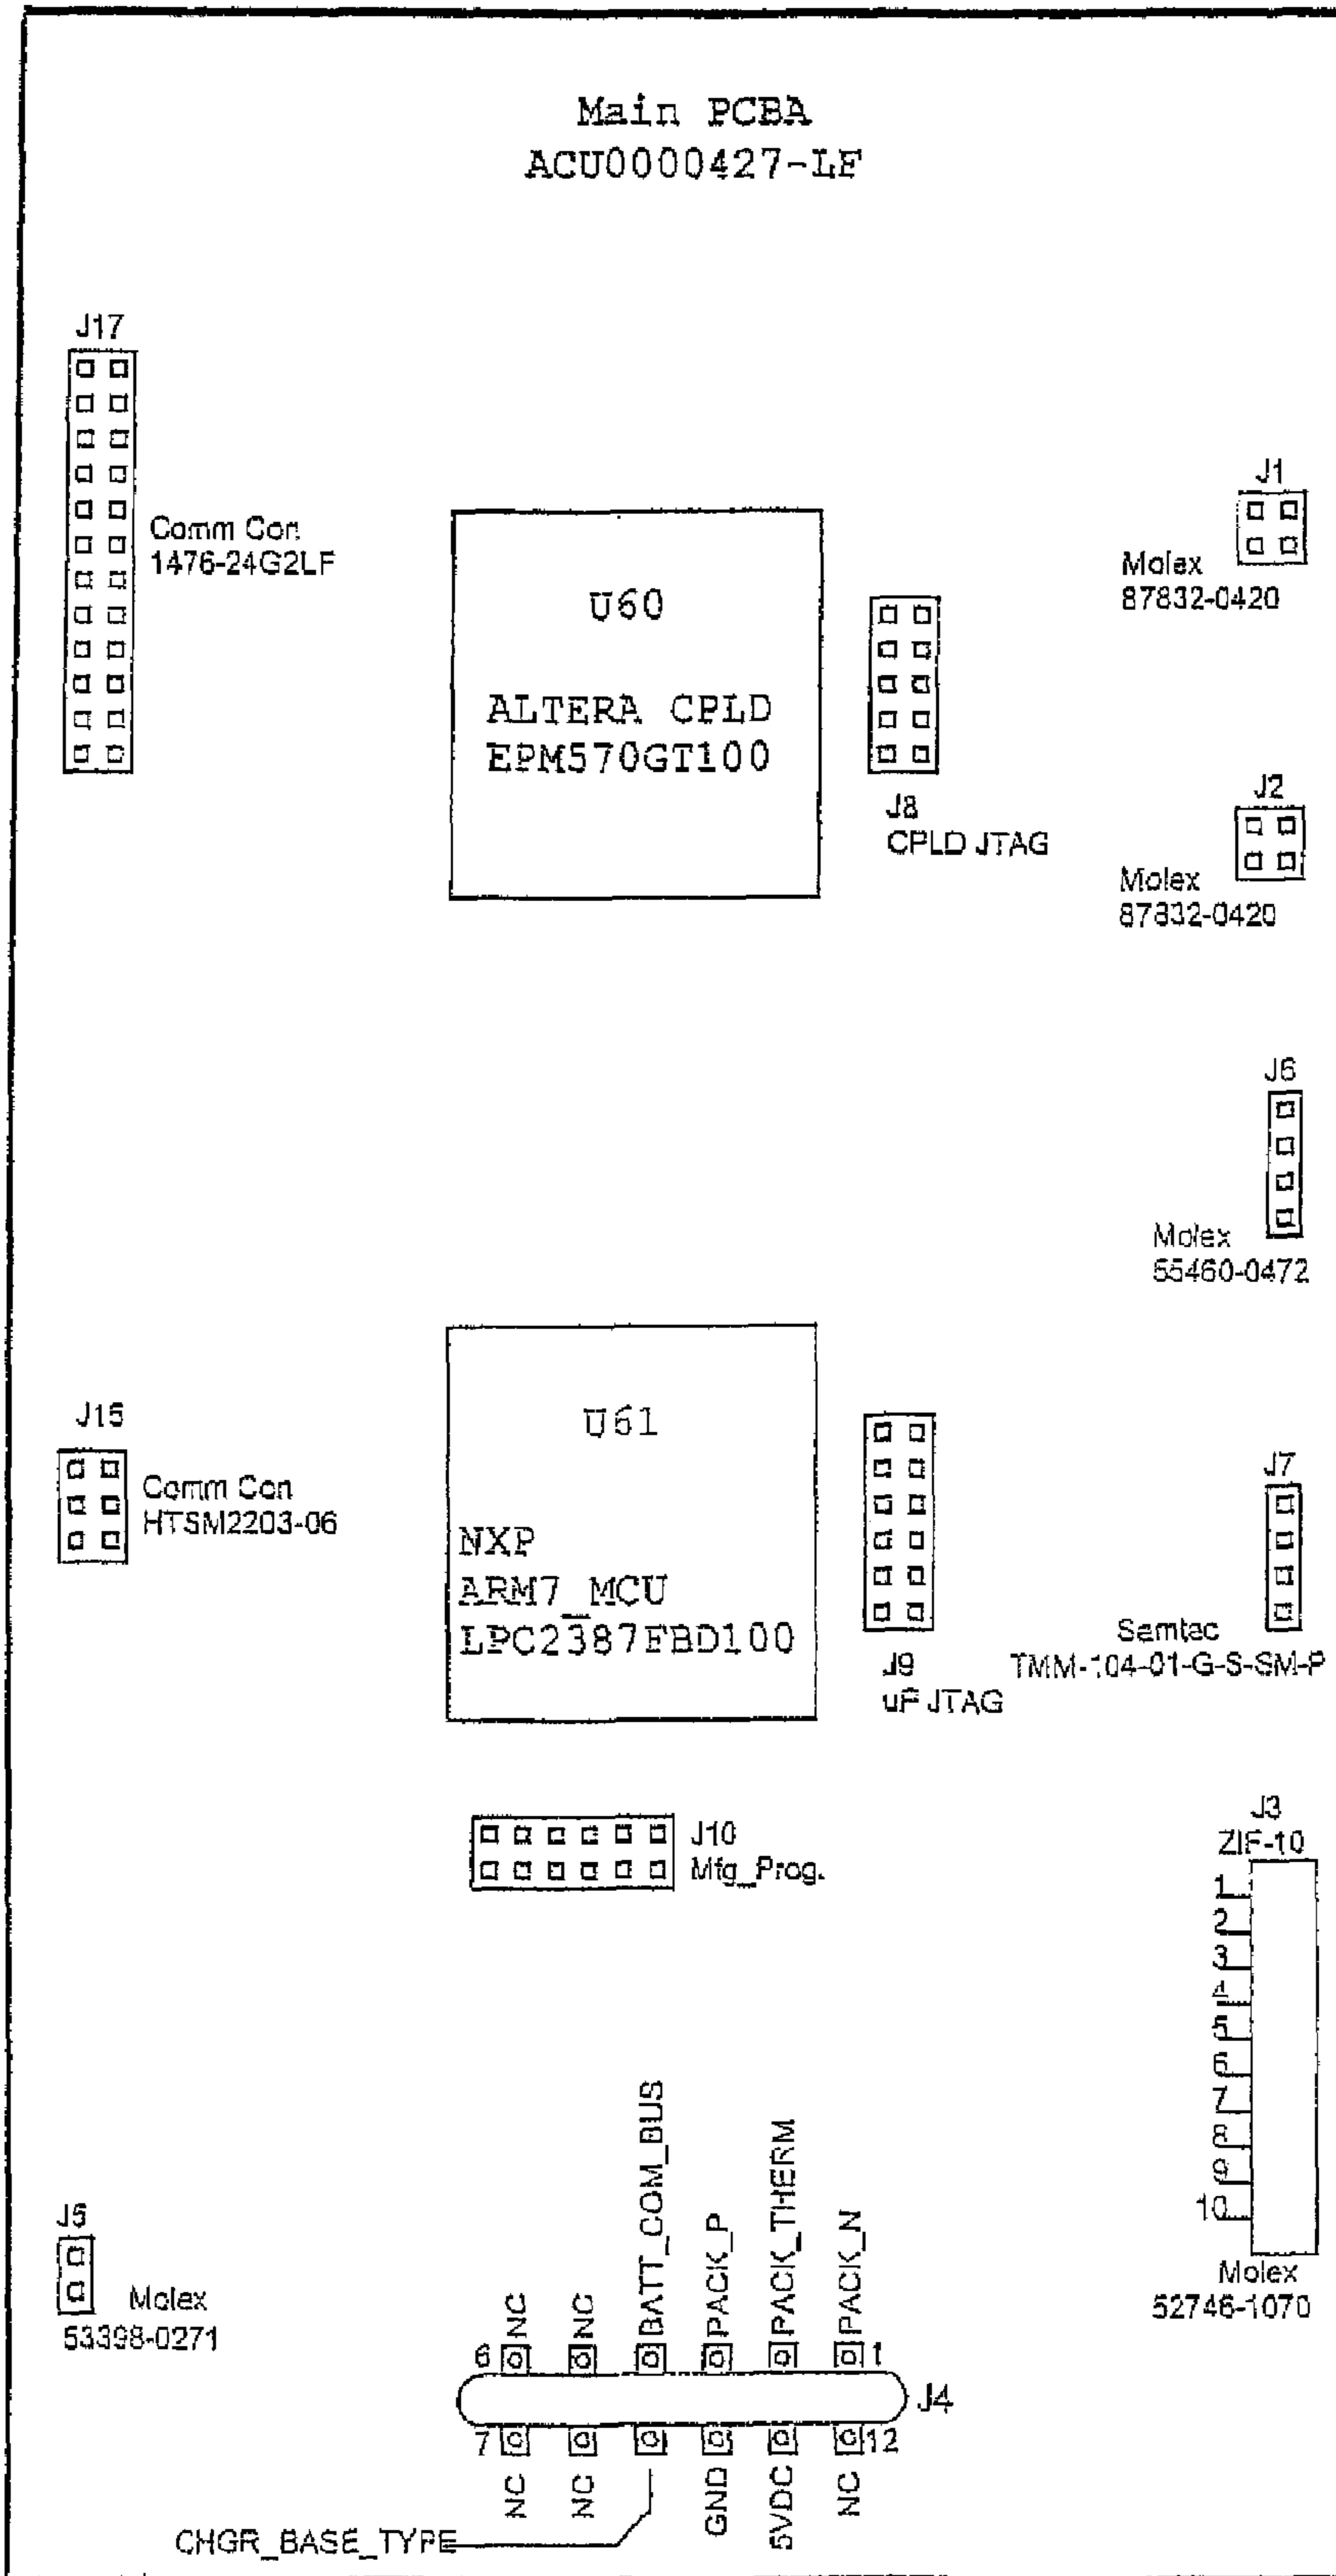 Main PCBA
ACU0000427-LF
J17
Comm Con
1476-24G2LF
U60
ALTERA CPLD
EPM570GT100
J8
CPLD JTAG
J1
Molex
87832-0420
J2
Molex
87832-0420
J6
Molex
55460-0472
J15
Comm Con
HTSM2203-06
U61
NXP
ARM7_MCU
LPC2387FBD100
J9
uP JTAG
J7
Samtec
TMM-104-01-G-S-SM-P
J10
Mfg_Prog.
J3
ZIF-10
1
2
3
4
5
6
7
8
9
10
Molex
52746-1070
J5
Molex
53398-0271
6 NC NC BATT_COM_BUS PACK_P PACK_THERM PACK_N 1
J4
7 NC NC GND 5VDC NC 12
CHGR_BASE_TYPE